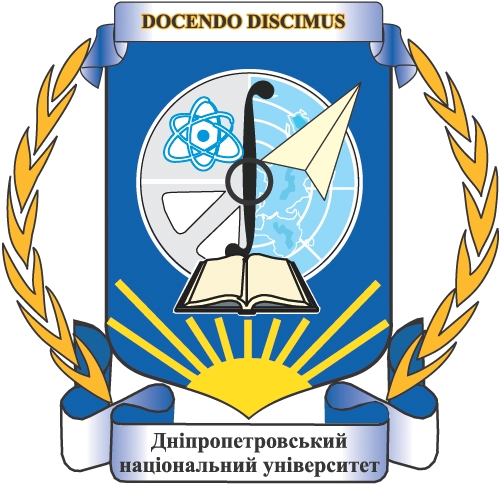 DOCENDO DISCIMUS
Дніпропетровський
національний університет